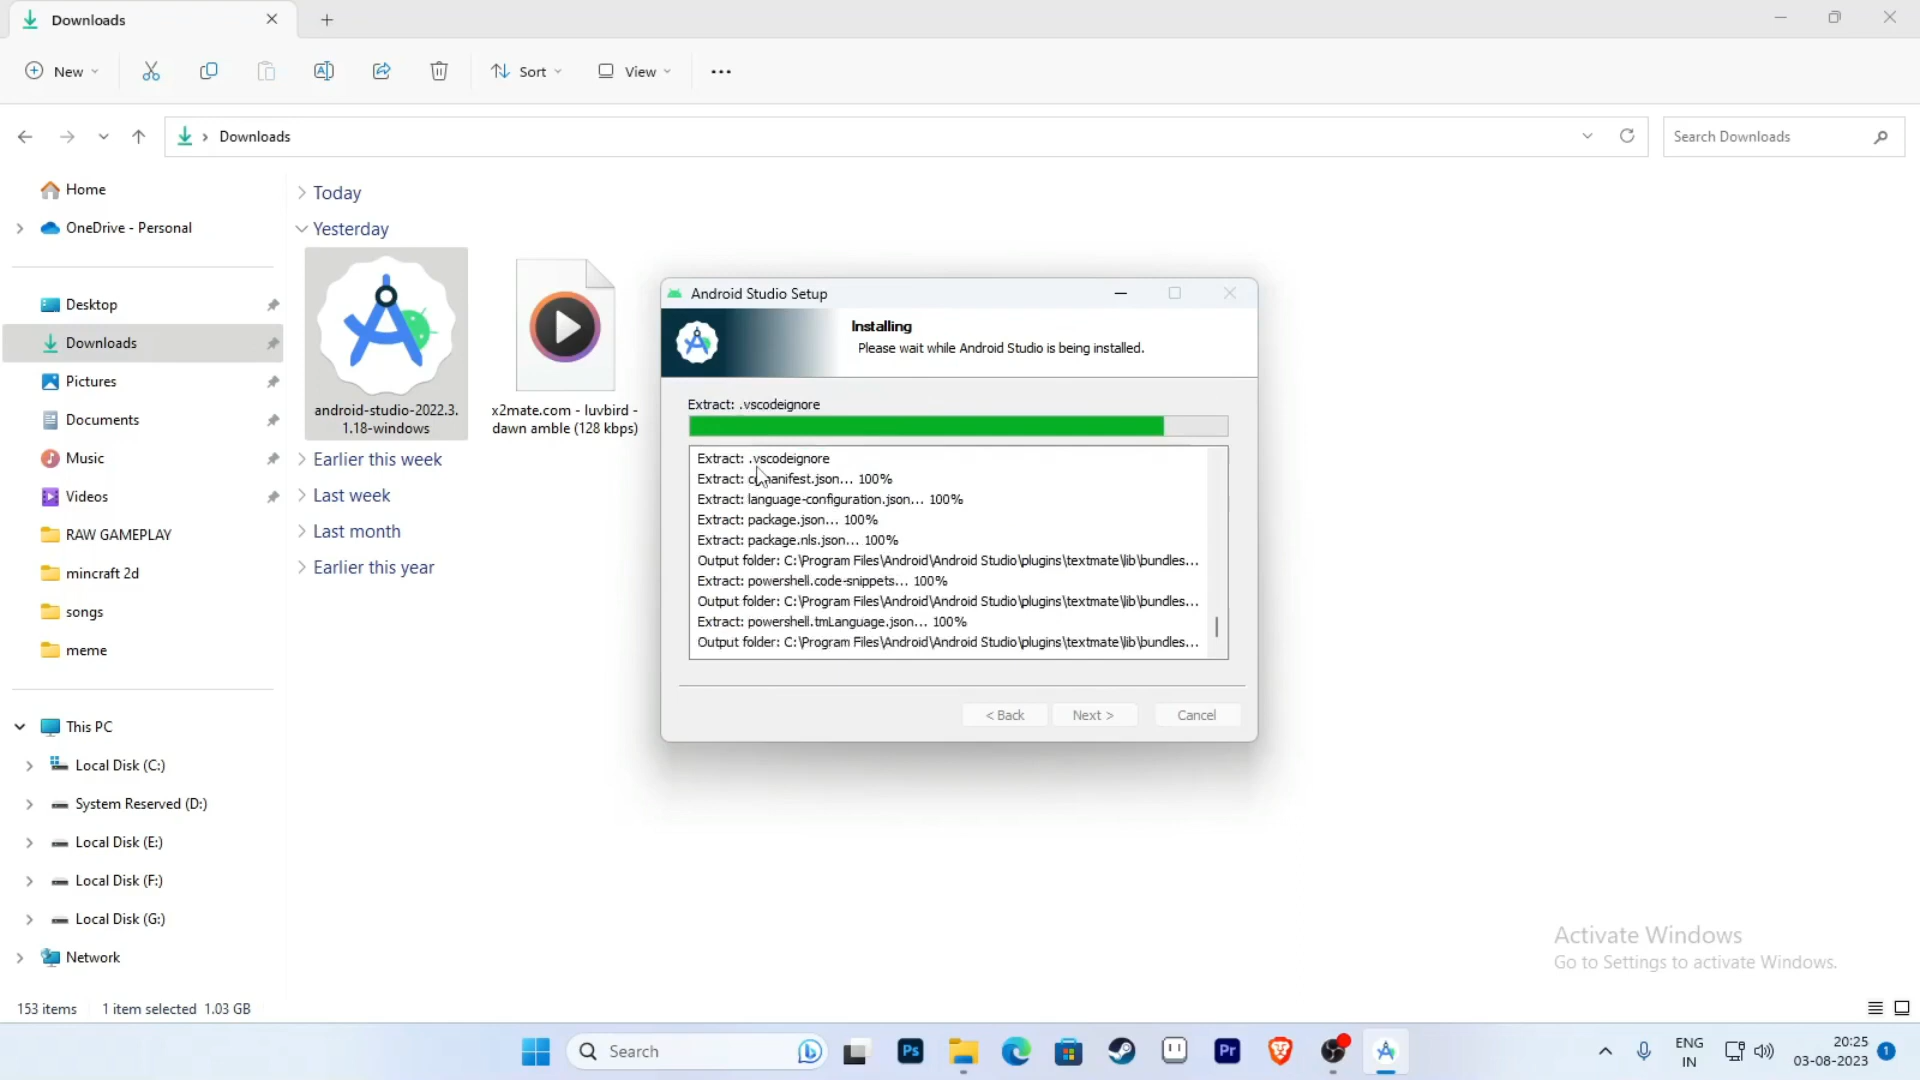 Downloads
New
Sort
View
Downloads
Search Downloads
Home
OneDrive - Personal
Desktop
Downloads
Pictures
Documents
Music
Videos
RAW GAMEPLAY
mincraft 2d
songs
meme
This PC
Local Disk (C:)
System Reserved (D:)
Local Disk (E:)
Local Disk (F:)
Local Disk (G:)
Network
Today
Yesterday
android-studio-2022.3.
1.18-windows
x2mate.com - luvbird -
dawn amble (128 kbps)
Earlier this week
Last week
Last month
Earlier this year
Android Studio Setup
Installing
Please wait while Android Studio is being installed.
Extract: .vscodeignore
Extract: .vscodeignore
Extract: language-configuration.json... 100%
Extract: package.json... 100%
Extract: package.nls.json... 100%
Output folder: C:\Program Files\Android\Android Studio\plugins\textmate\lib\bundles...
Extract: powershell.code-snippets... 100%
Output folder: C:\Program Files\Android\Android Studio\plugins\textmate\lib\bundles...
Extract: powershell.tmLanguage.json... 100%
Output folder: C:\Program Files\Android\Android Studio\plugins\textmate\lib\bundles...
< Back
Next >
Cancel
Activate Windows
Go to Settings to activate Windows.
153 items
1 item selected 1.03 GB
Search
Ps
Pr
ENG
IN
20:25
03-08-2023
1